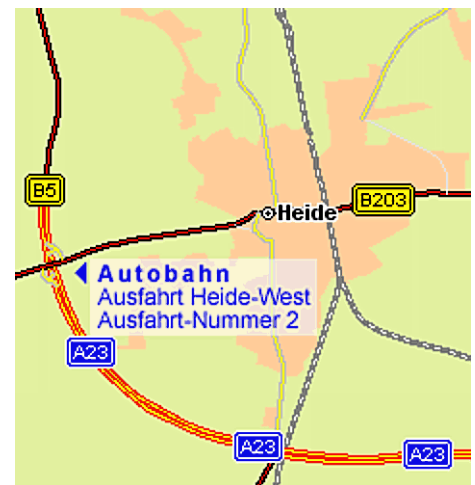 B5
B203
Heide
Autobahn
Ausfahrt Heide-West
Ausfahrt-Nummer 2
A23
A23
A23